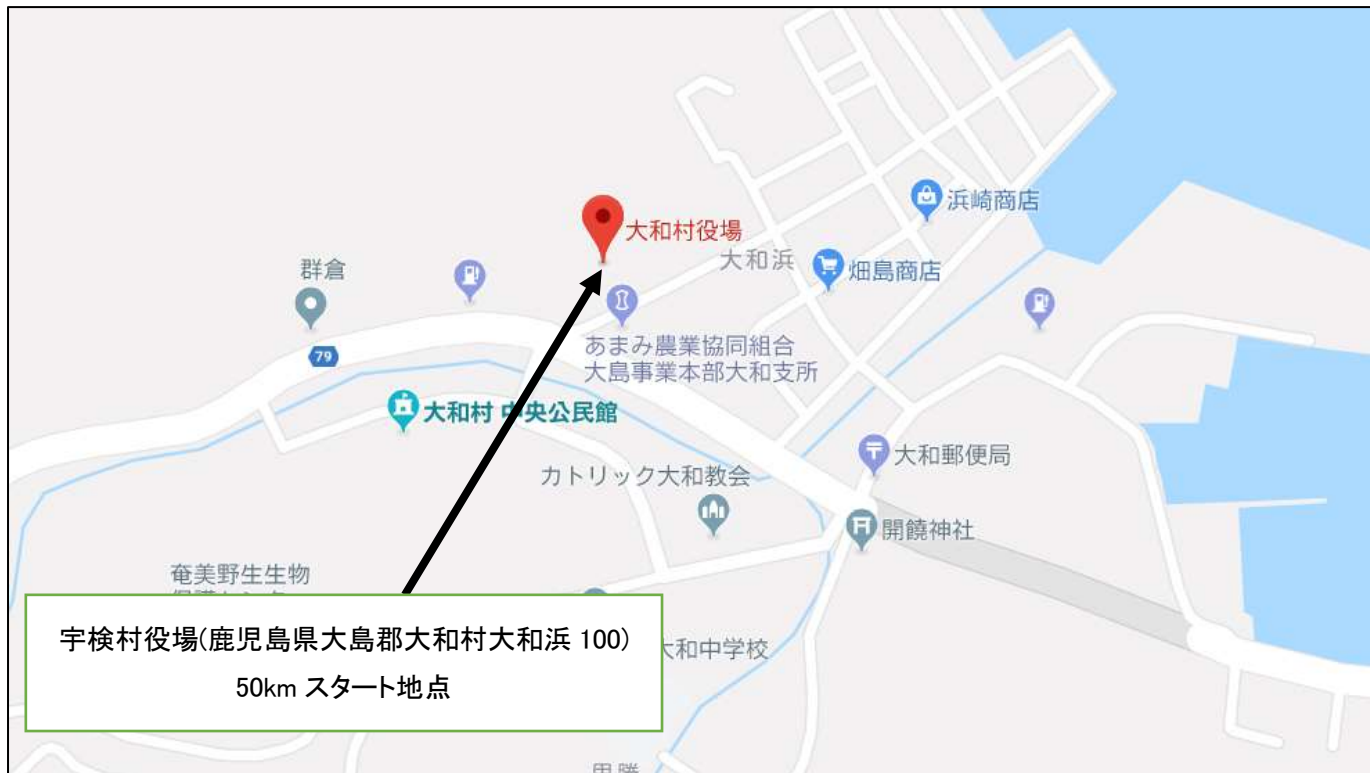 浜崎商店
大和村役場
大和浜
畑島商店
群倉
あまみ農業協同組合
大島事業本部大和支所
79
大和村 中央公民館
大和郵便局
カトリック大和教会
開饒神社
奄美野生生物
宇検村役場(鹿児島県大島郡大和村大和浜 100)
50km スタート地点
大和中学校